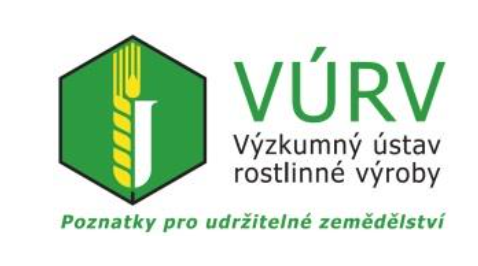 VÚRV
Výzkumný ústav
rostlinné výroby
Poznatky pro udržitelné zemědělství